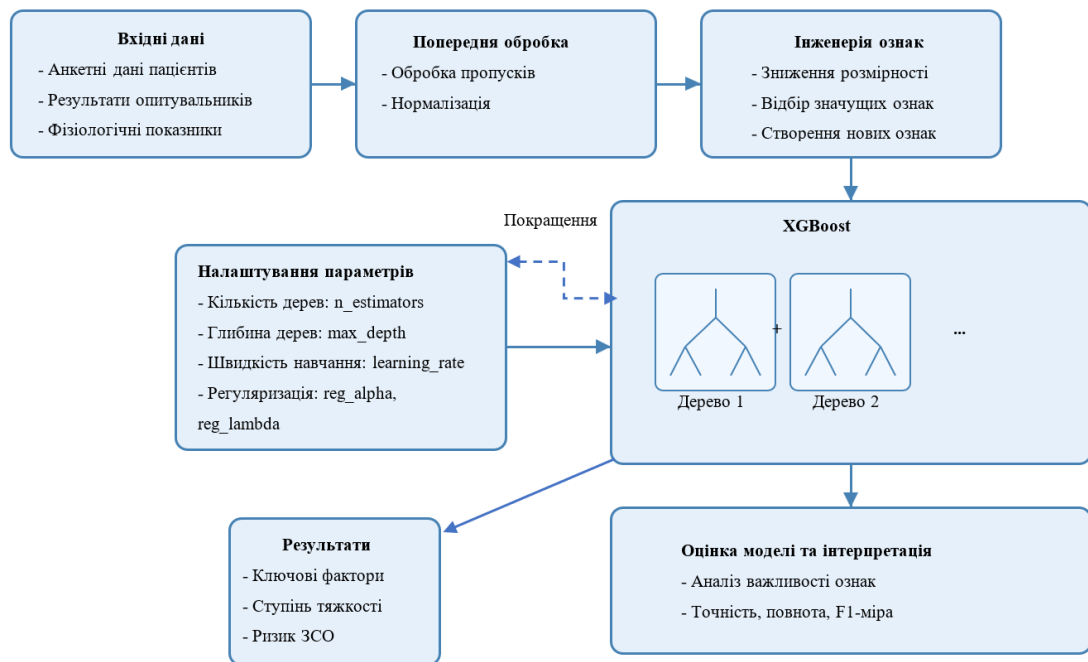 Вхідні дані
- Анкетні дані пацієнтів
- Результати опитувальників
- Фізіологічні показники
Попередня обробка
- Обробка пропусків
- Нормалізація
Інженерія ознак
- Зниження розмірності
- Відбір значущих ознак
- Створення нових ознак
Покращення
Налаштування параметрів
- Кількість дерев: n_estimators
- Глибина дерев: max_depth
- Швидкість навчання: learning_rate
- Регуляризація: reg_alpha,
reg_lambda
XGBoost
+
...
Дерево 1
Дерево 2
Результати
- Ключові фактори
- Ступінь тяжкості
- Ризик ЗСО
Оцінка моделі та інтерпретація
- Аналіз важливості ознак
- Точність, повнота, F1-міра